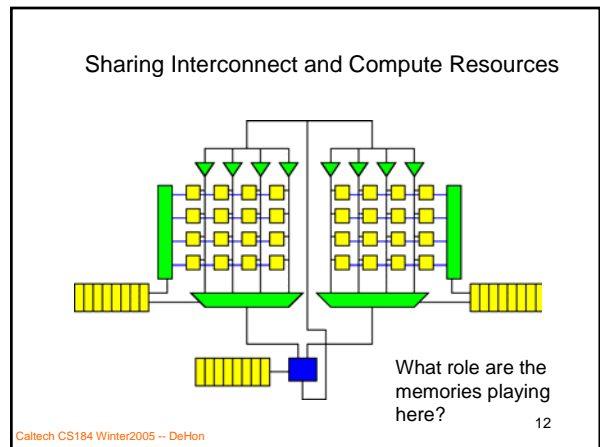 Sharing Interconnect and Compute Resources
What role are the
memories playing
here?
12
Caltech CS184 Winter2005 -- DeHon